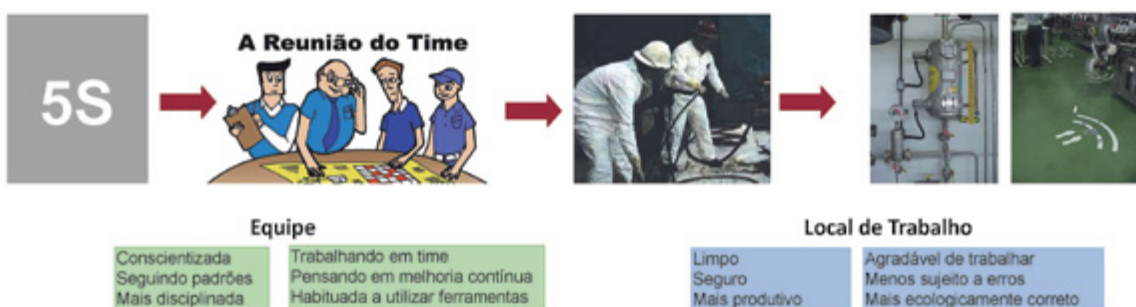 5S
A Reunião do Time
Equipe
Conscientizada
Seguindo padrões
Mais disciplinada
Trabalhando em time
Pensando em melhoria contínua
Habituada a utilizar ferramentas
Local de Trabalho
Limpo
Seguro
Mais produtivo
Agradável de trabalhar
Menos sujeito a erros
Mais ecologicamente correto